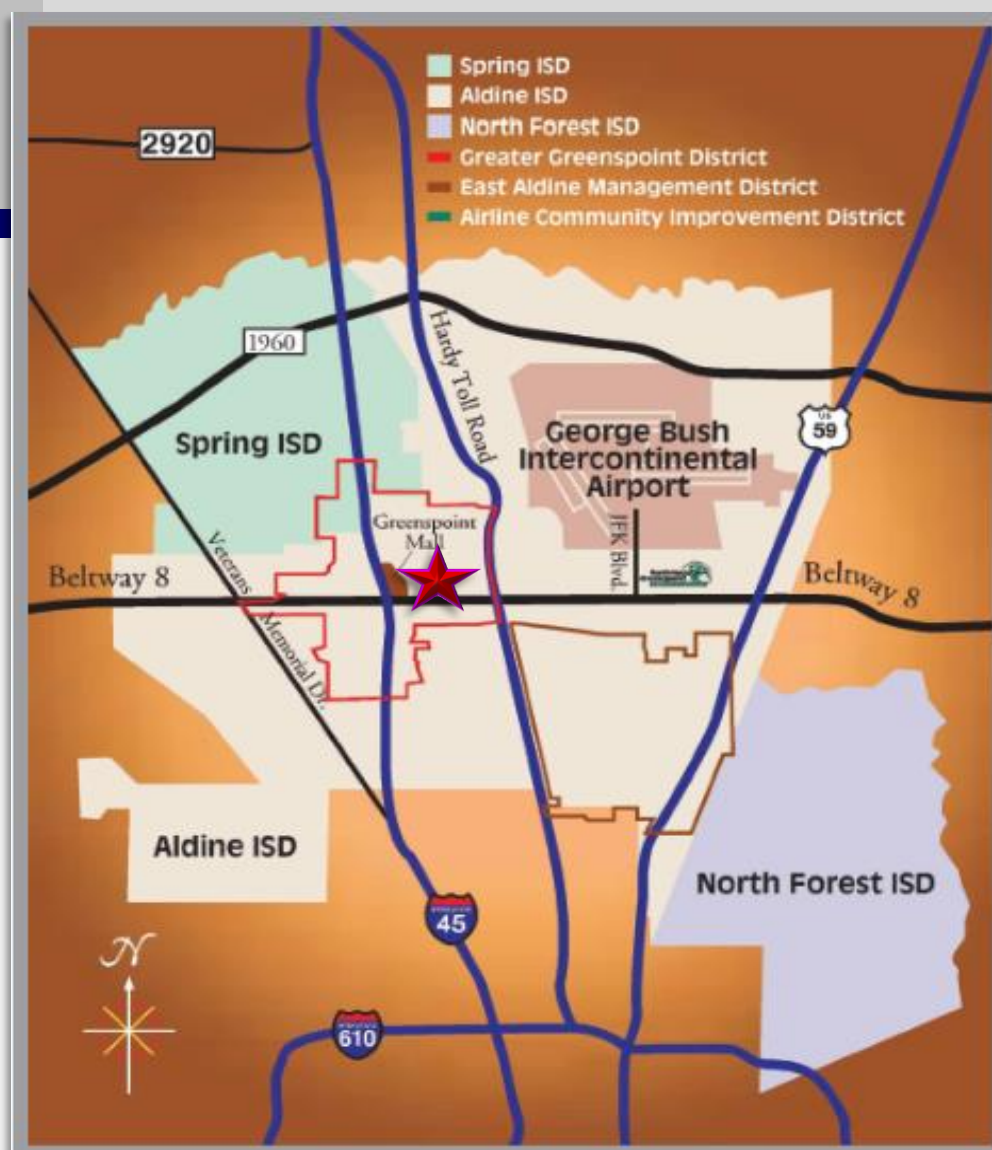 Spring ISD
Aldine ISD
North Forest ISD
Greater Greenspoint District
East Aldine Management District
Airline Community Improvement District
2920
1960
Hardy Toll Road
US
59
Spring ISD
George Bush
Intercontinental
Airport
Greenspoint
Mall
JFK Blvd.
Veterans
Memorial Dr.
Beltway 8
Beltway 8
Aldine ISD
North Forest ISD
45
N
610